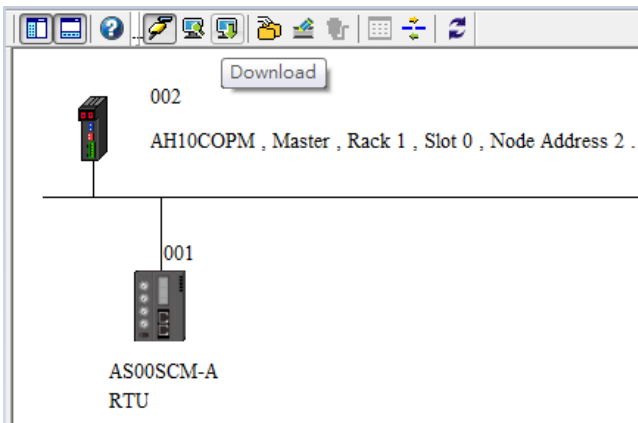 Download
002
AH10COPM , Master , Rack 1 , Slot 0 , Node Address 2 .
001
AS00SCM-A
RTU